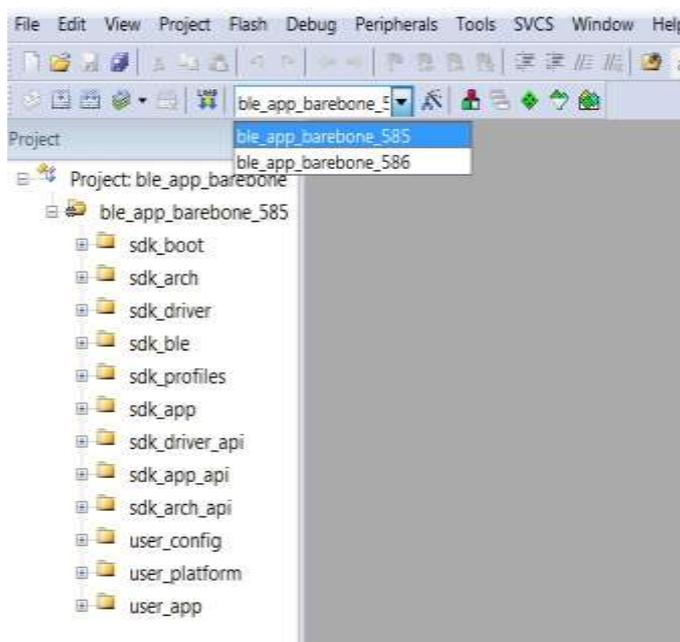 File Edit View Project Flash Debug Peripherals Tools SVCS Window Help
ble_app_barebone_5
Project
ble_app_barebone_585
ble_app_barebone_586
Project: ble_app_barebone
ble_app_barebone_585
sdk_boot
sdk_arch
sdk_driver
sdk_ble
sdk_profiles
sdk_app
sdk_driver_api
sdk_app_api
sdk_arch_api
user_config
user_platform
user_app